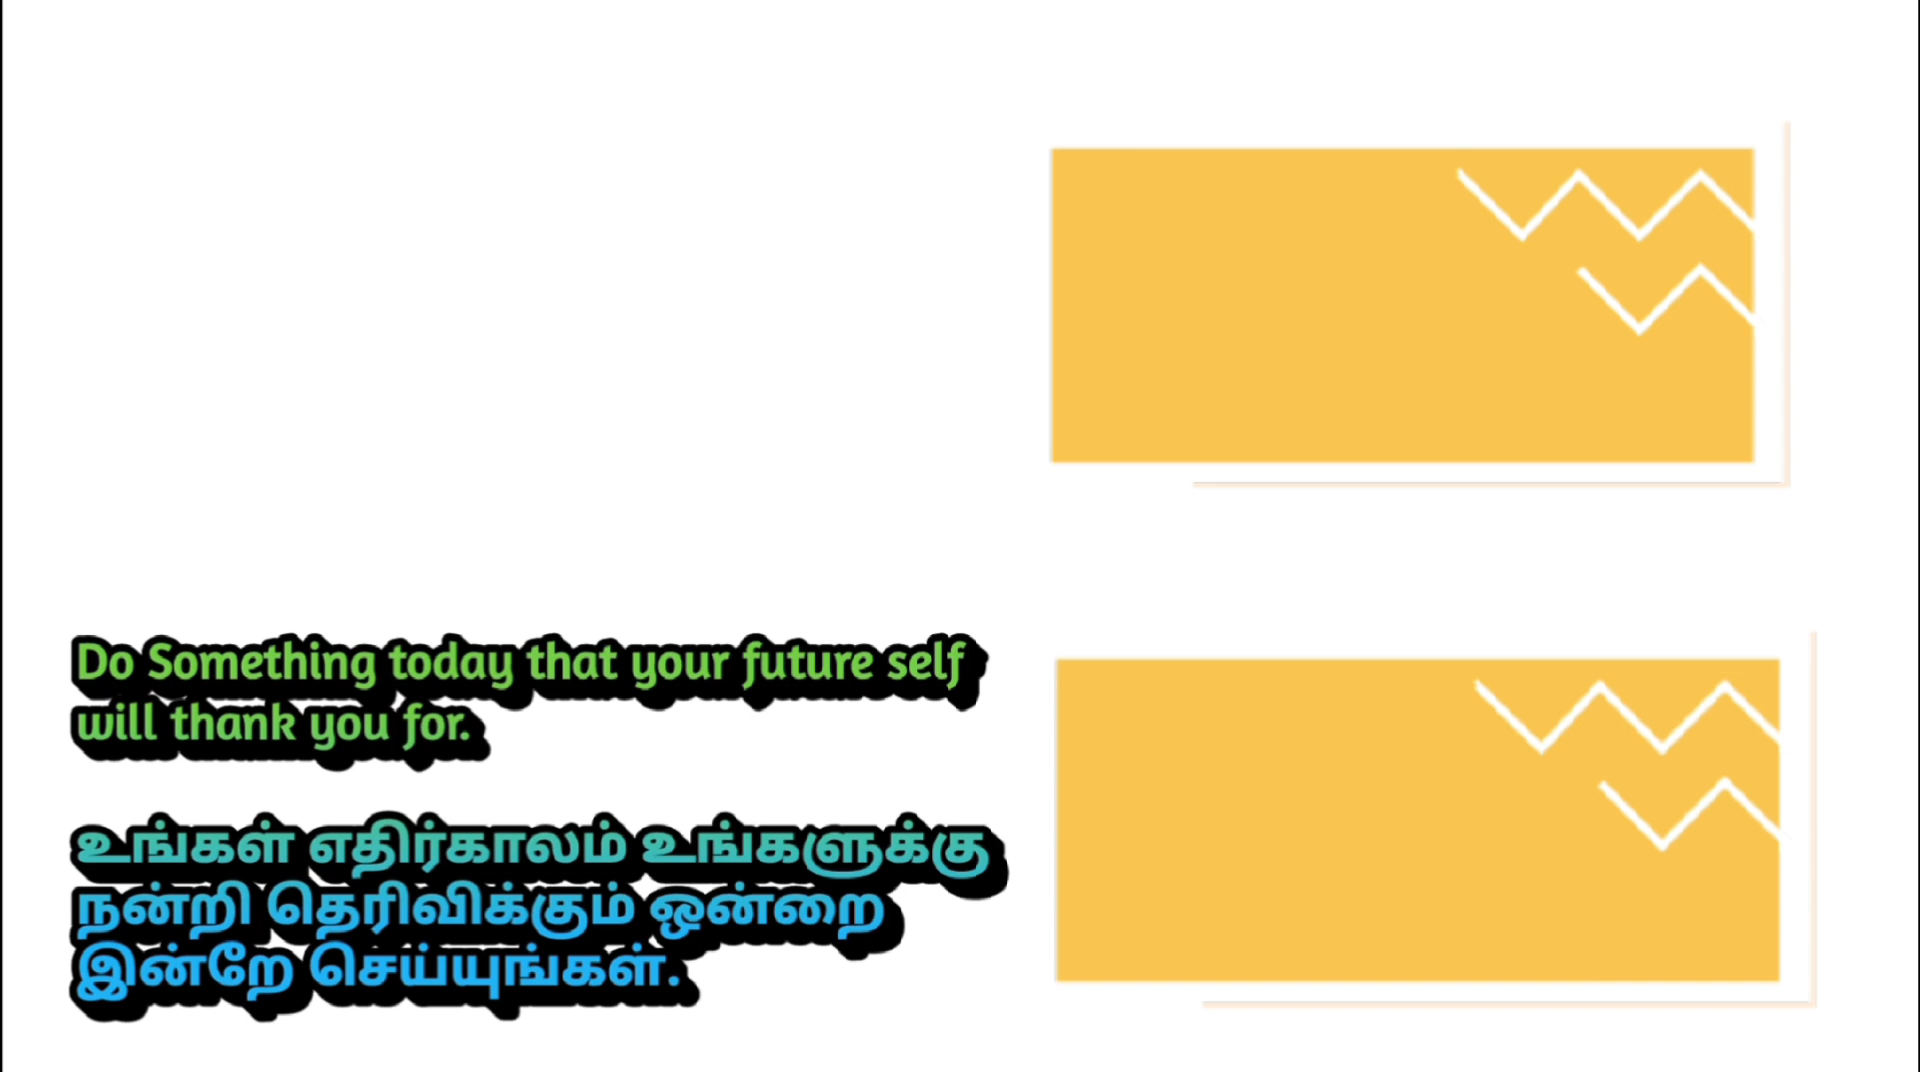 Do Something today that your future self
will thank you for.
உங்கள் எதிர்காலம் உங்களுக்கு
நன்றி தெரிவிக்கும் ஒன்றை
இன்றே செய்யுங்கள்.